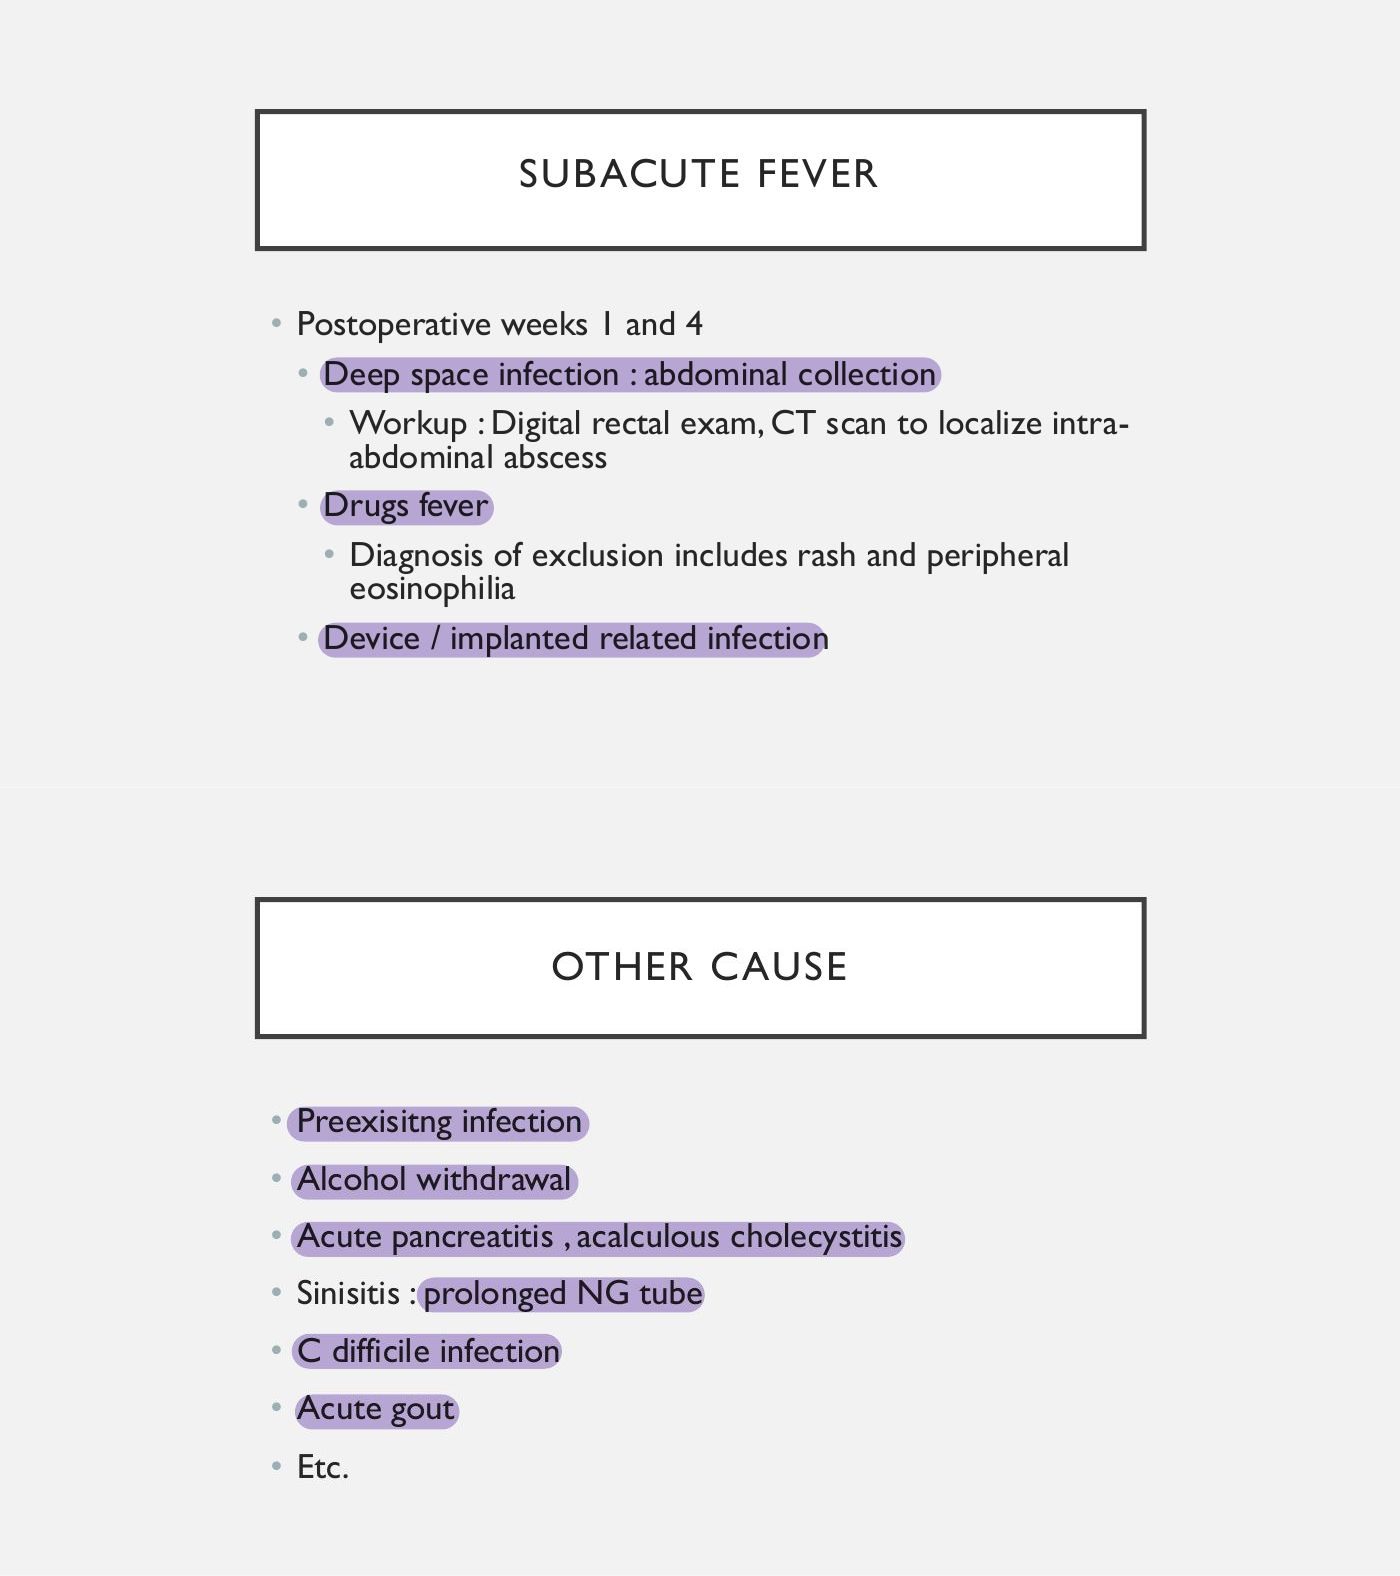 SUBACUTE FEVER
• Postoperative weeks 1 and 4
• Deep space infection : abdominal collection
• Workup : Digital rectal exam, CT scan to localize intra-
abdominal abscess
• Drugs fever
• Diagnosis of exclusion includes rash and peripheral
eosinophilia
• Device / implanted related infection
OTHER CAUSE
• Preexisitng infection
• Alcohol withdrawal
• Acute pancreatitis , acalculous cholecystitis
• Sinisitis : prolonged NG tube
• C difficile infection
• Acute gout
• Etc.